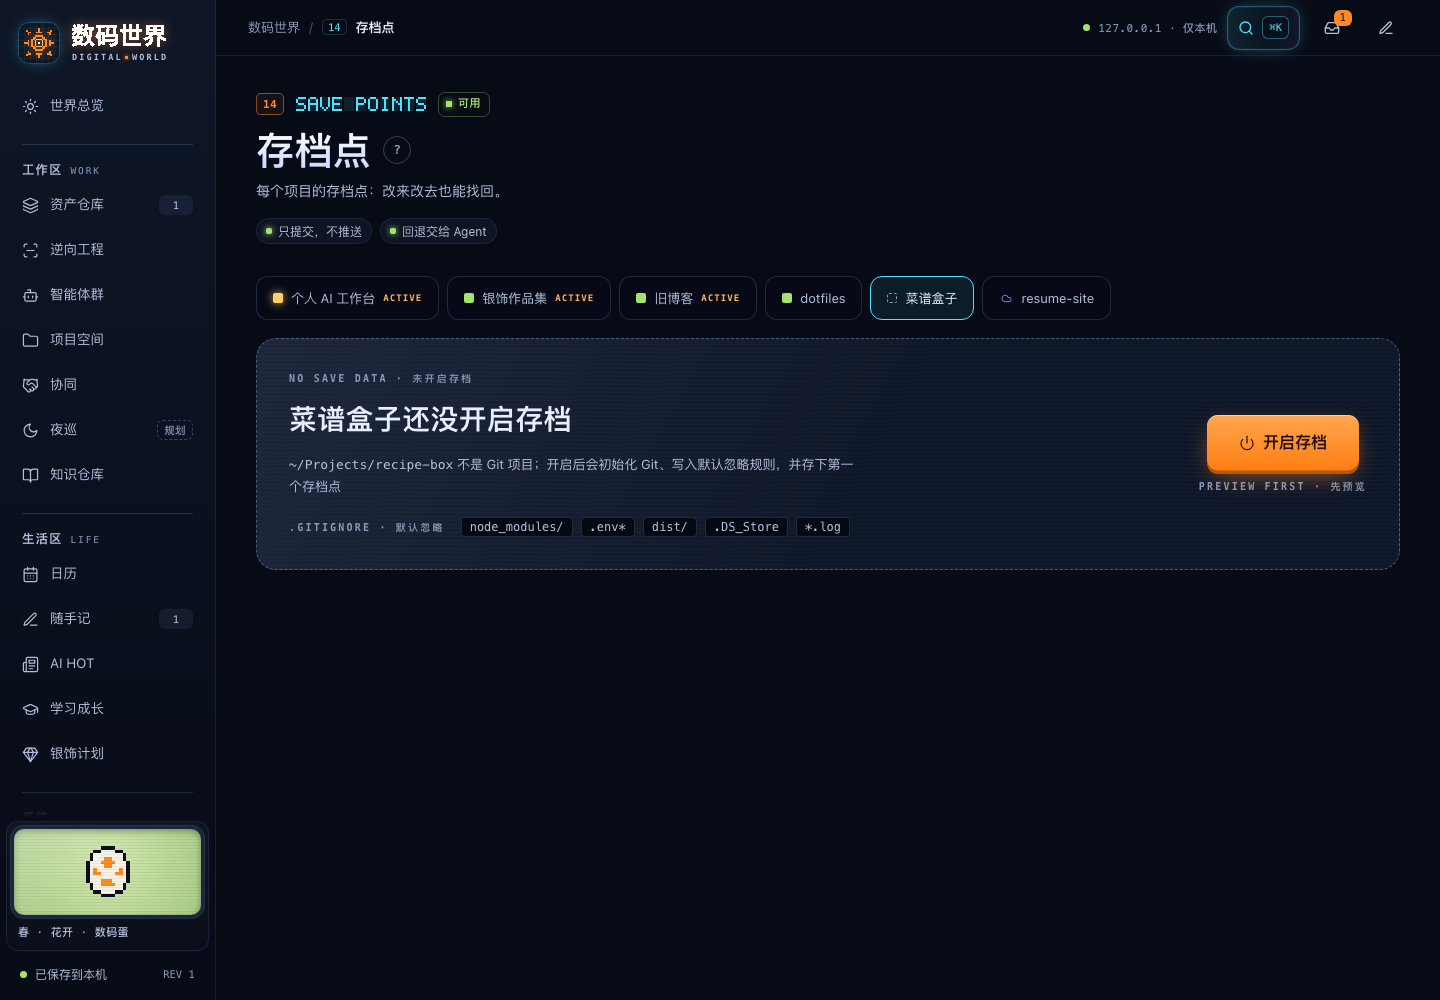 数码世界
DIGITAL WORLD
世界总览
工作区 WORK
资产仓库 1
逆向工程
智能体群
项目空间
协同
夜巡 规划
知识仓库
生活区 LIFE
日历
随手记 1
AI HOT
学习成长
银饰计划
春 · 花开 · 数码蛋
已保存到本机 REV 1
数码世界 / 14 存档点
127.0.0.1 · 仅本机 ⌘K 1
14 SAVE POINTS 可用
存档点 ?
每个项目的存档点：改来改去也能找回。
只提交，不推送 回退交给 Agent
个人 AI 工作台 ACTIVE 银饰作品集 ACTIVE 旧博客 ACTIVE dotfiles 菜谱盒子 resume-site
NO SAVE DATA · 未开启存档
菜谱盒子还没开启存档
~/Projects/recipe-box 不是 Git 项目；开启后会初始化 Git、写入默认忽略规则，并存下第一
个存档点
.GITIGNORE · 默认忽略 node_modules/ .env* dist/ .DS_Store *.log
开启存档
PREVIEW FIRST · 先预览